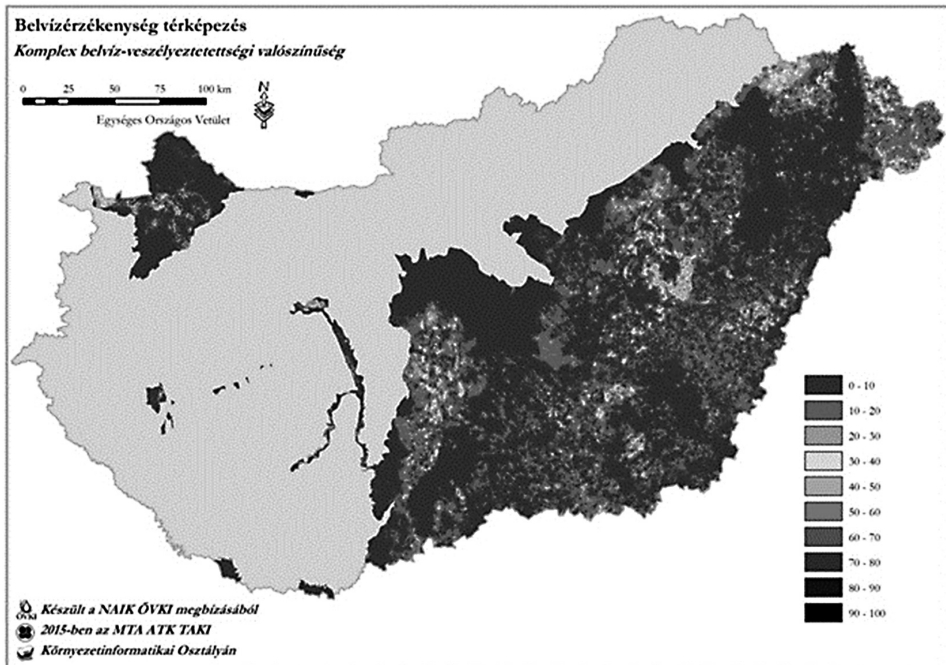 Belvízérzékenység térképezés
Komplex belvíz-veszélyeztetettségi valószínűség
0 25 50 75 100 km
N
Egységes Országos Vetület
0 - 10
10 - 20
20 - 30
30 - 40
40 - 50
50 - 60
60 - 70
70 - 80
80 - 90
90 - 100
ÖVKI
Készült a NAIK ÖVKI megbízásából
2015-ben az MTA ATK TAKI
Környezetinformatikai Osztályán